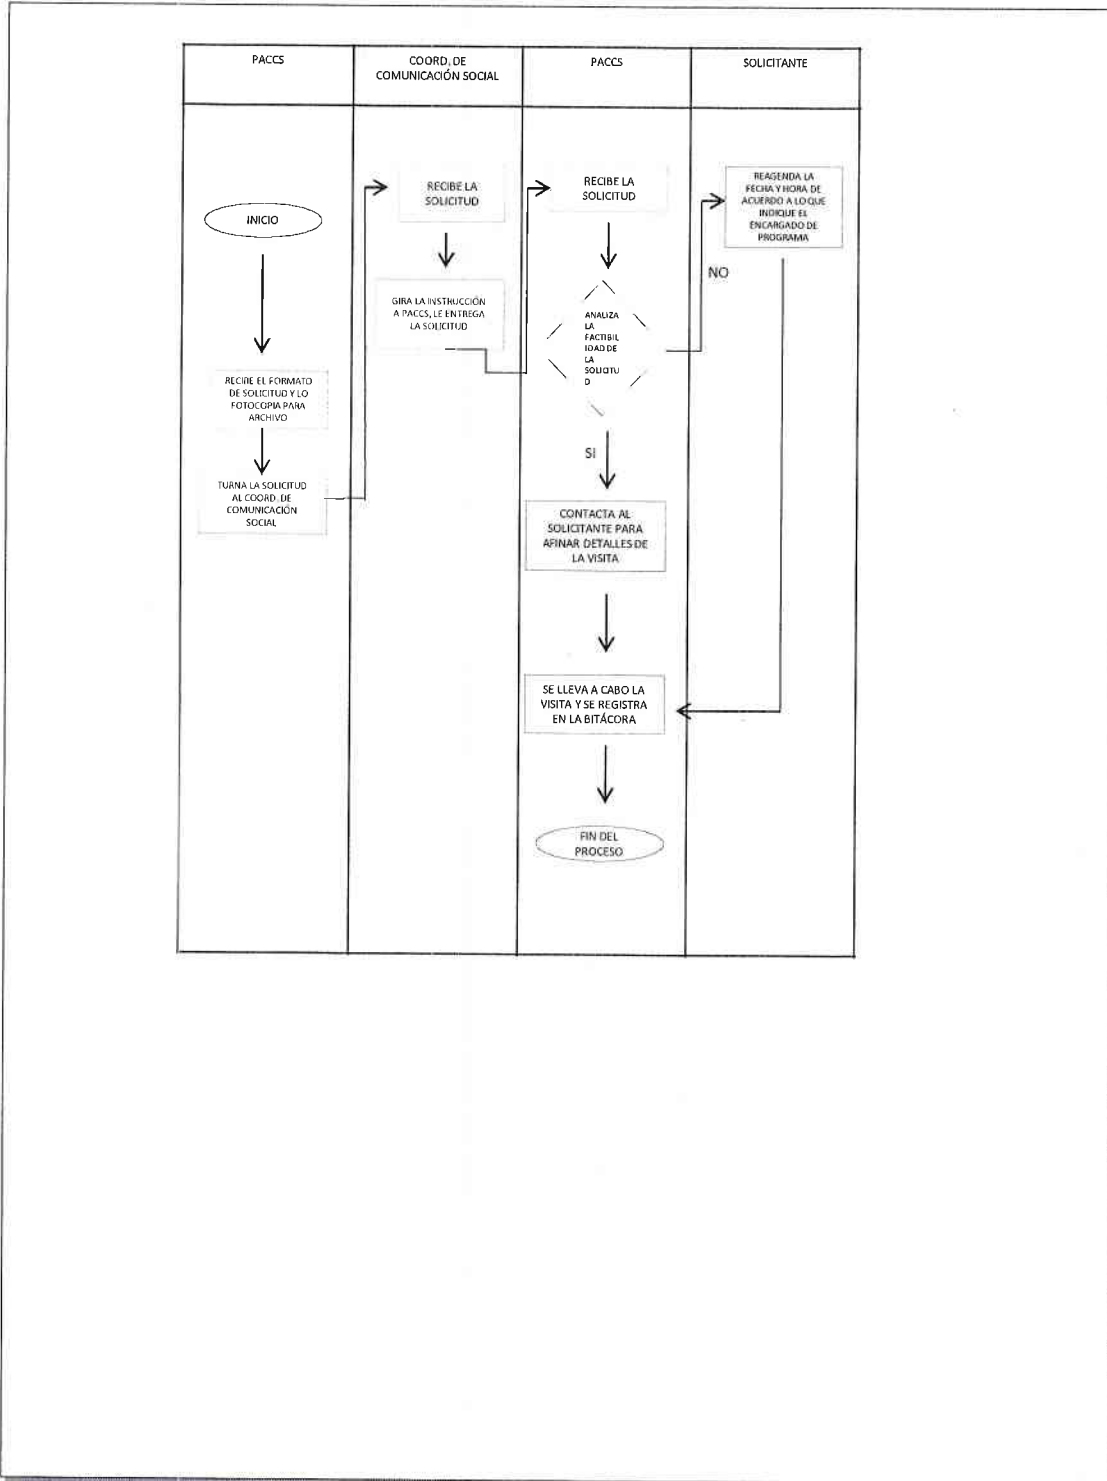 PACCS
COORD. DE
COMUNICACIÓN SOCIAL
PACCS
SOLICITANTE
INICIO
RECIBE EL FORMATO
DE SOLICITUD Y LO
FOTOCOPIA PARA
ARCHIVO
TURNA LA SOLICITUD
AL COORD. DE
COMUNICACIÓN
SOCIAL
RECIBE LA
SOLICITUD
GIRA LA INSTRUCCIÓN
A PACCS, LE ENTREGA
LA SOLICITUD
RECIBE LA
SOLICITUD
ANALIZA
LA
FACTIBIL
IDAD DE
LA
SOLICITU
D
SI
CONTACTA AL
SOLICITANTE PARA
AFINAR DETALLES DE
LA VISITA
SE LLEVA A CABO LA
VISITA Y SE REGISTRA
EN LA BITÁCORA
FIN DEL
PROCESO
NO
REAGENDA LA
FECHA Y HORA DE
ACUERDO A LO QUE
INDIQUE EL
ENCARGADO DE
PROGRAMA